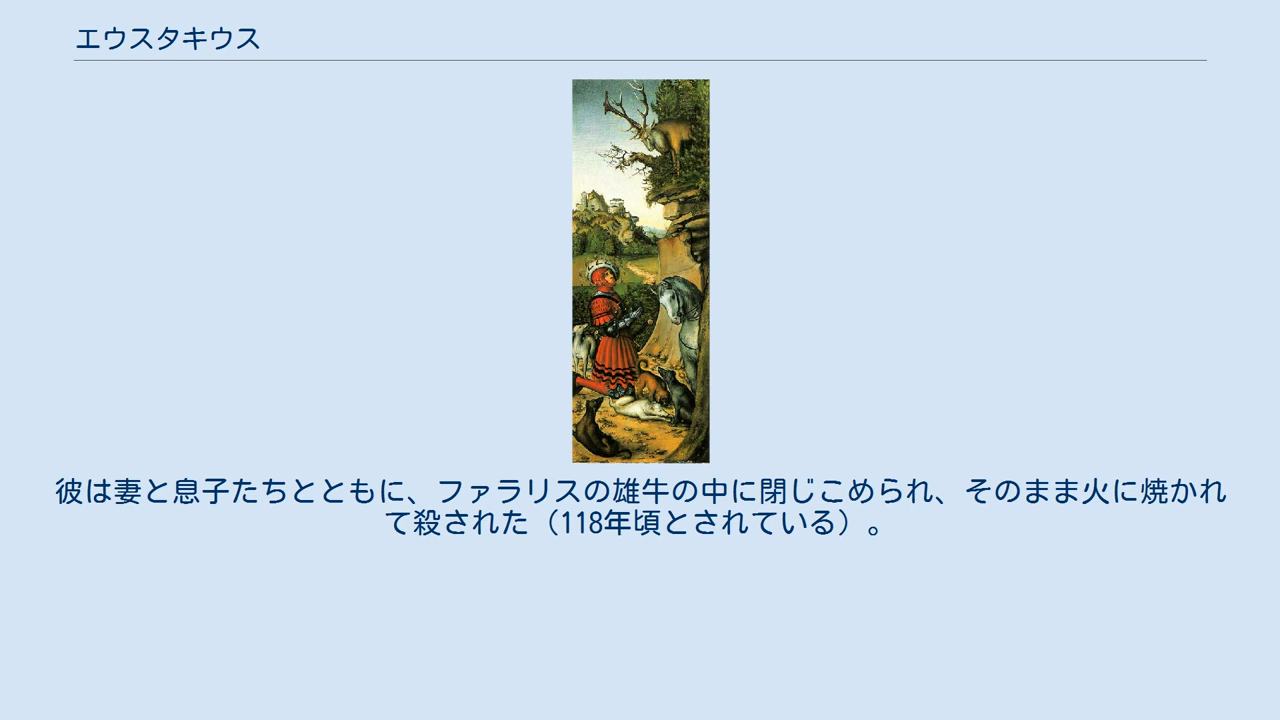 エウスタキウス
彼は妻と息子たちとともに、ファラリスの雄牛の中に閉じこめられ、そのまま火に焼かれ
て殺された（118年頃とされている）。